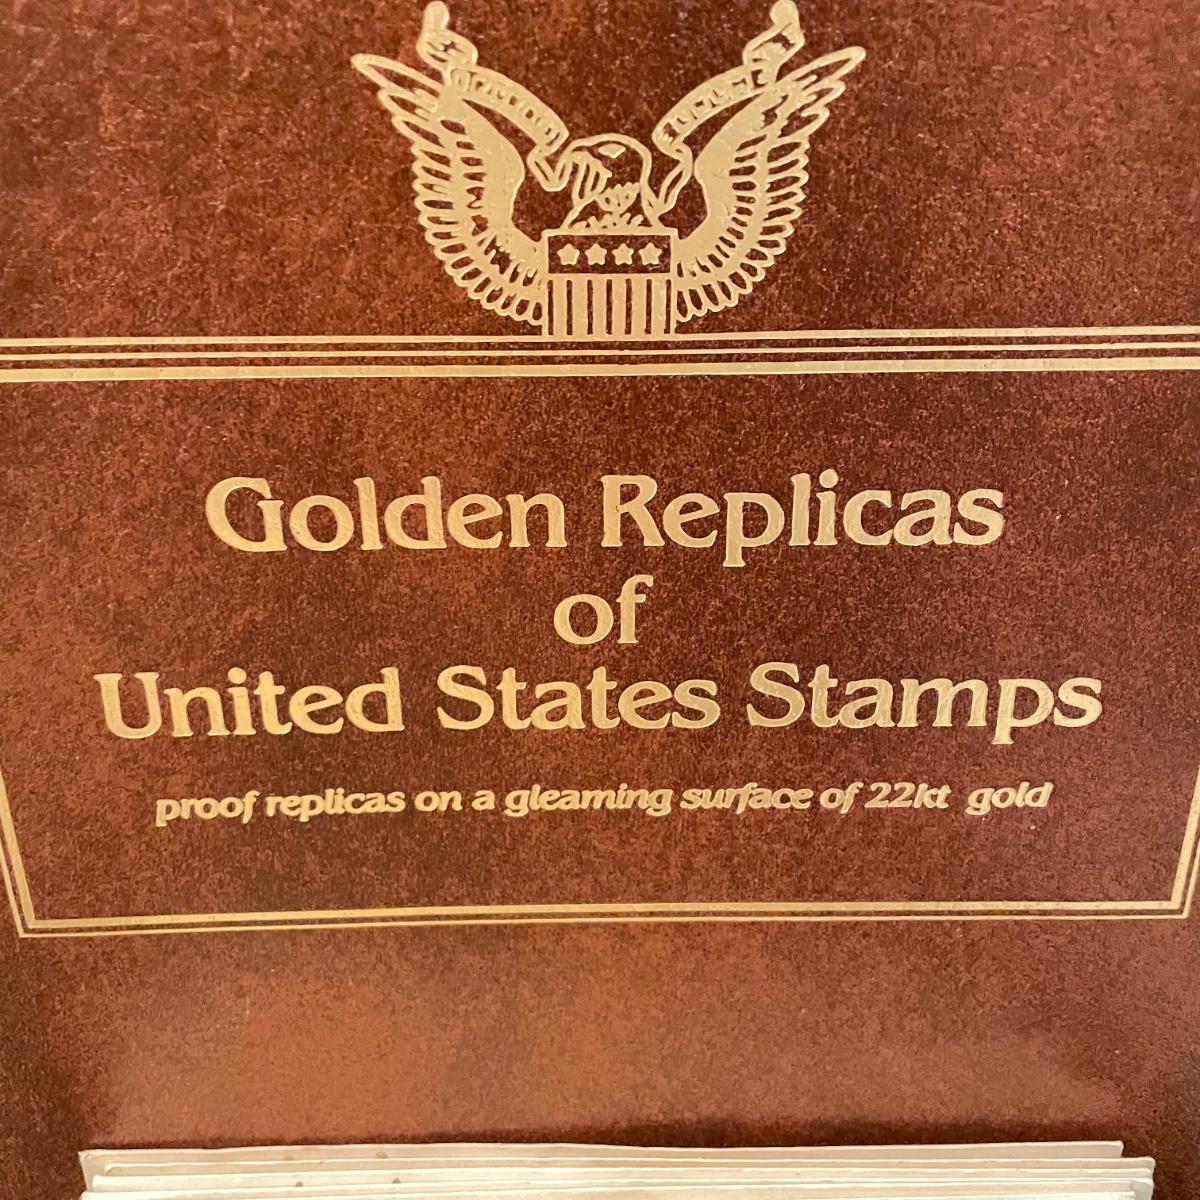 Golden Replicas
of
United States Stamps
proof replicas on a gleaming surface of 22kt gold